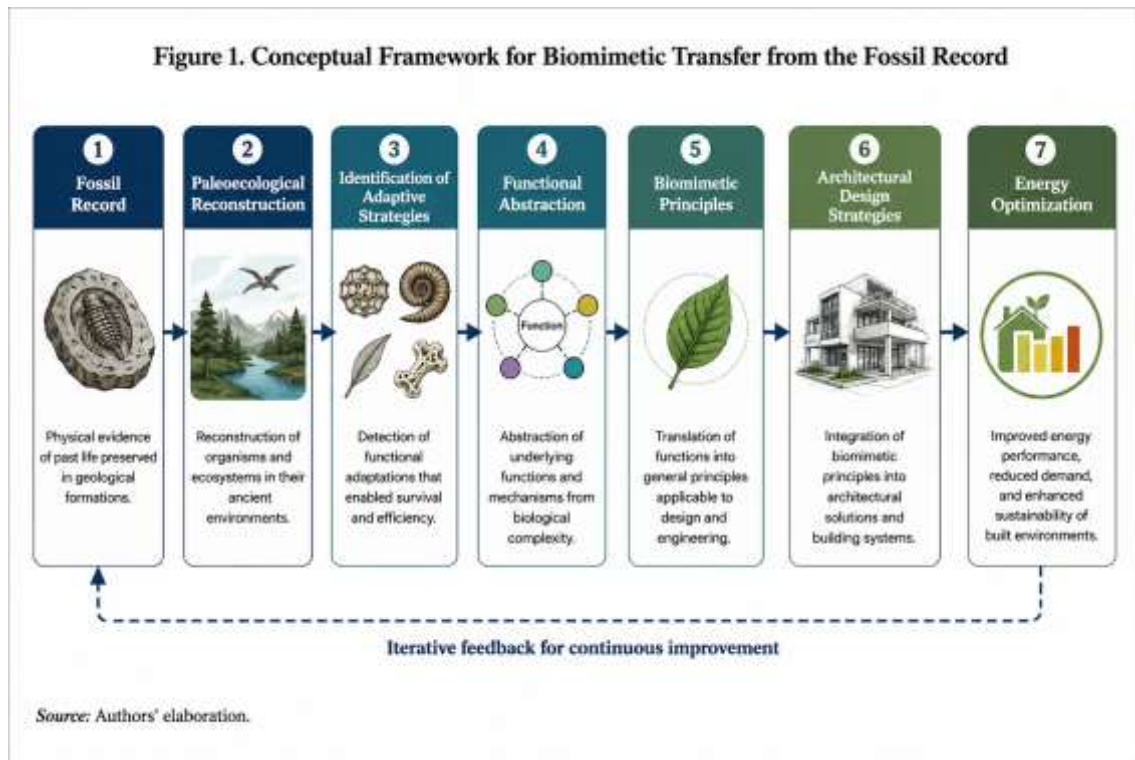 Figure 1. Conceptual Framework for Biomimetic Transfer from the Fossil Record
1
Fossil
Record
Physical evidence
of past life preserved
in geological
formations.
2
Paleoecological
Reconstruction
Reconstruction of
organisms and
ecosystems in their
ancient
environments.
3
Identification of
Adaptive
Strategies
Detection of
functional
adaptations that
enabled survival
and efficiency.
4
Functional
Abstraction
Function
Abstraction of
underlying
functions and
mechanisms from
biological
complexity.
5
Biomimetic
Principles
Translation of
functions into
general principles
applicable to
design and
engineering.
6
Architectural
Design
Strategies
Integration of
biomimetic
principles into
architectural
solutions and
building systems.
7
Energy
Optimization
Improved energy
performance,
reduced demand,
and enhanced
sustainability of
built environments.
Iterative feedback for continuous improvement
Source: Authors' elaboration.